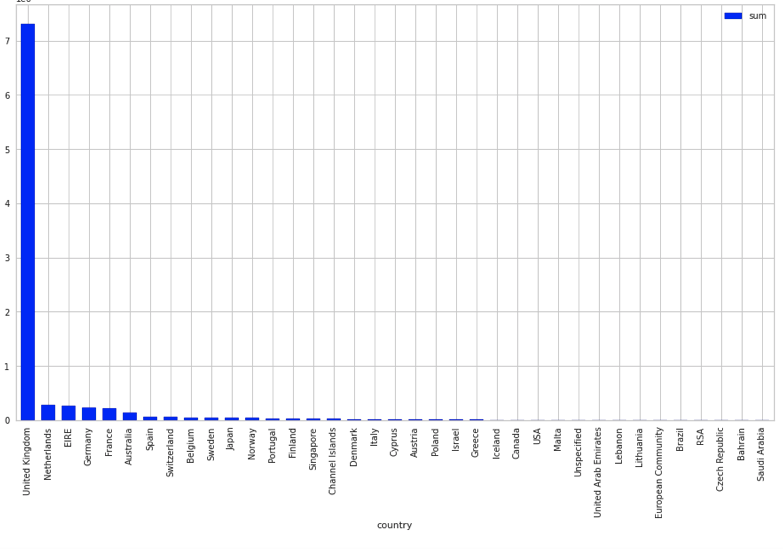 sum
7
6
5
4
3
2
1
0
United Kingdom
Netherlands
EIRE
Germany
France
Australia
Spain
Switzerland
Belgium
Sweden
Japan
Norway
Portugal
Finland
Singapore
Channel Islands
Denmark
Italy
Cyprus
Austria
Poland
Israel
Greece
Iceland
Canada
USA
Malta
Unspecified
United Arab Emirates
Lebanon
Lithuania
European Community
Brazil
RSA
Czech Republic
Bahrain
Saudi Arabia
country